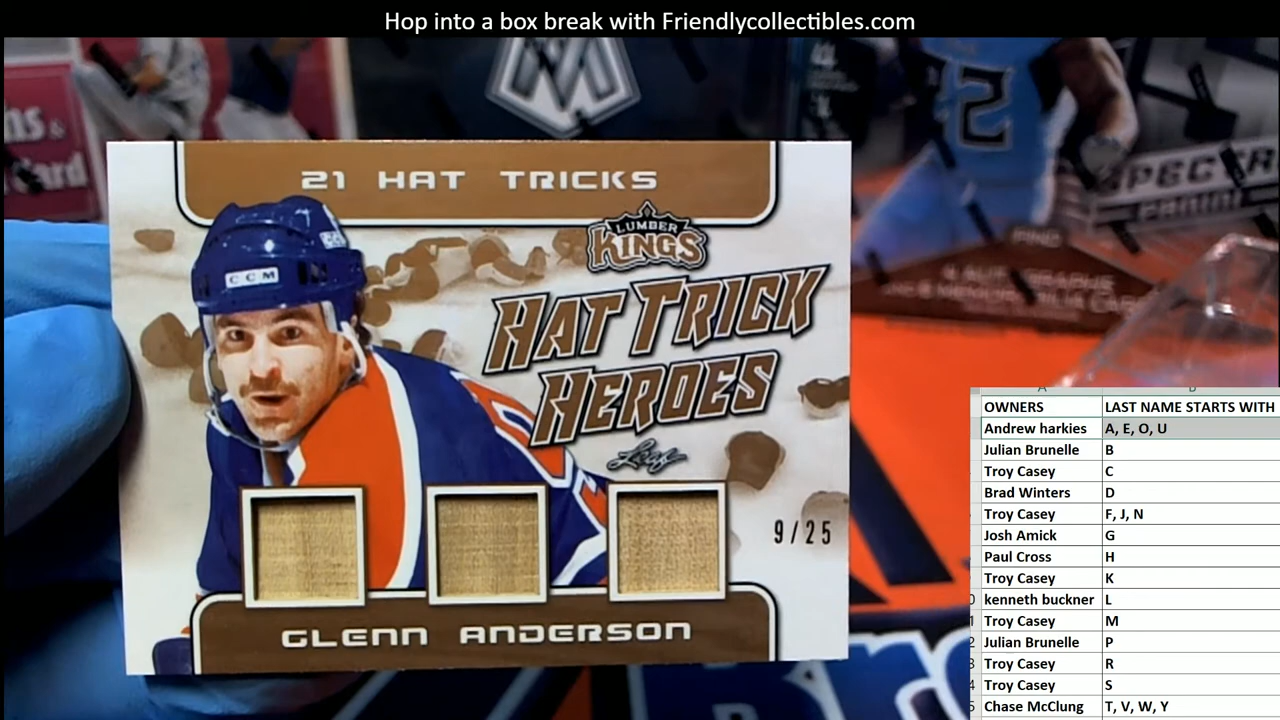 Hop into a box break with Friendlycollectibles.com
21 HAT TRICKS
LUMBER
KINGS
HAT TRICK
HEROES
Leaf
CCM
9/25
GLENN ANDERSON
SPECTR
PANINI
A
OWNERS LAST NAME STARTS WITH
Andrew harkies A, E, O, U
Julian Brunelle B
Troy Casey C
Brad Winters D
Troy Casey F, J, N
Josh Amick G
Paul Cross H
Troy Casey K
kenneth buckner L
Troy Casey M
Julian Brunelle P
Troy Casey R
Troy Casey S
Chase McClung T, V, W, Y